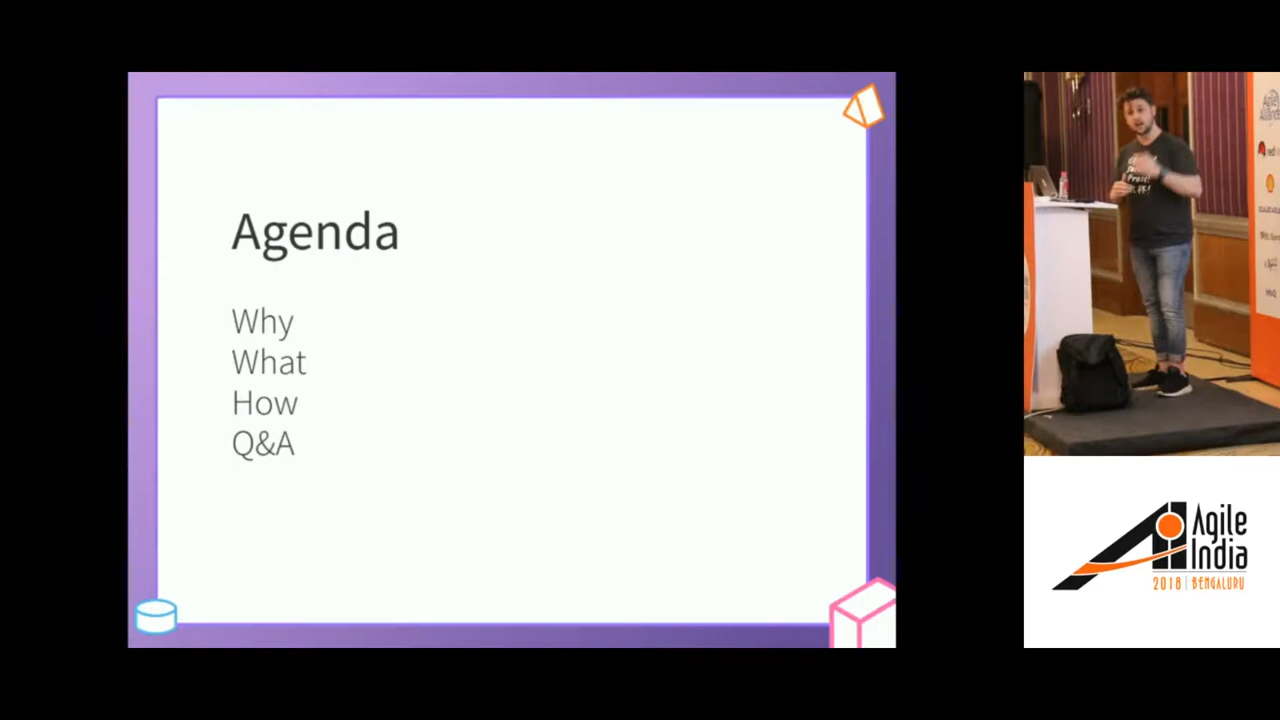 Agenda
Why
What
How
Q&A
Agile
India
2018 | BENGALURU